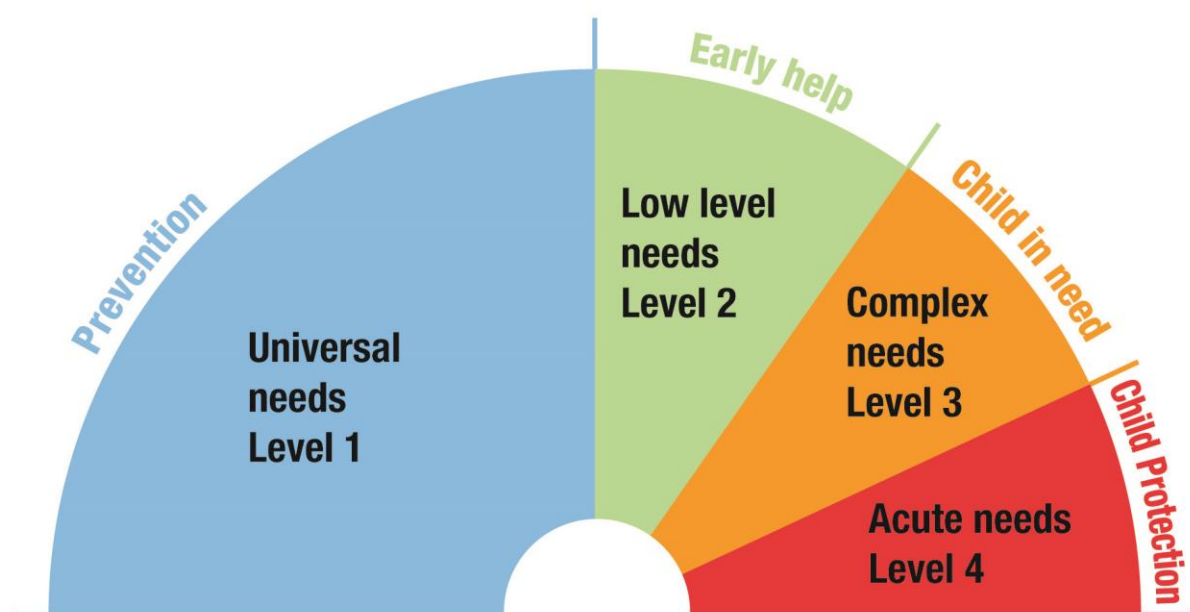 Prevention
Universal
needs
Level 1
Early help
Low level
needs
Level 2
Child in need
Complex
needs
Level 3
Child Protection
Acute needs
Level 4